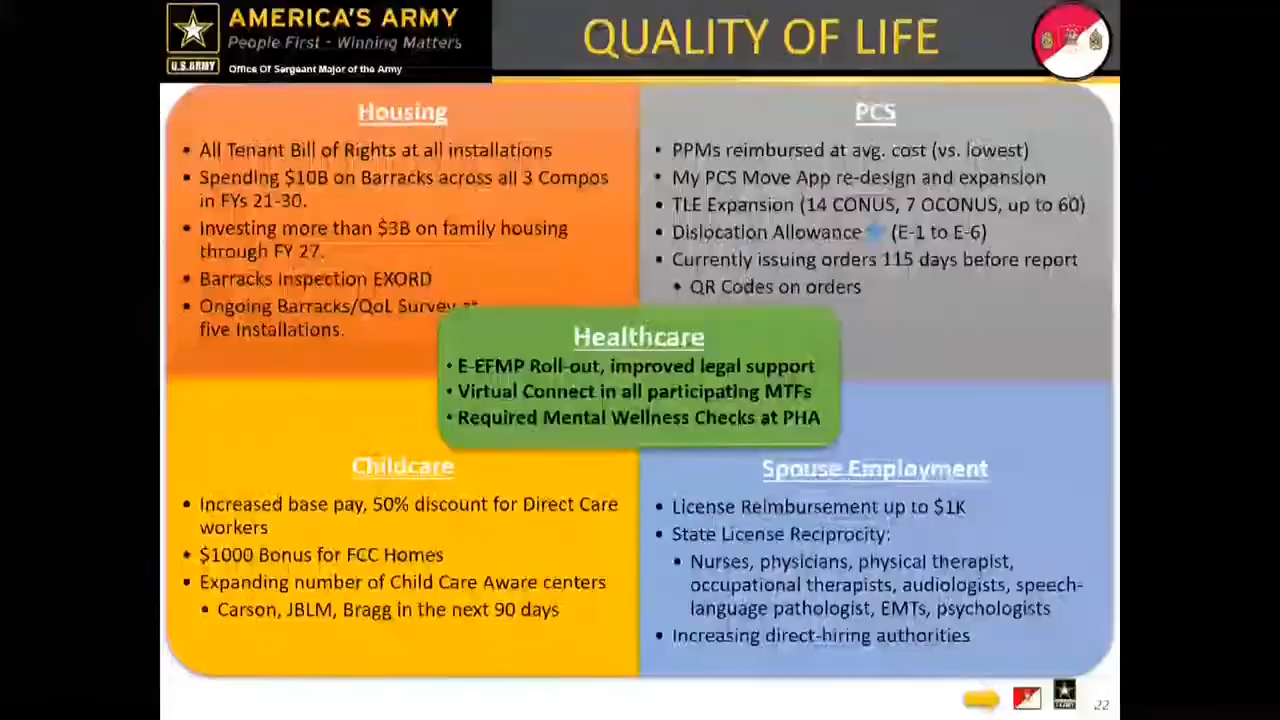 AMERICA'S ARMY
People First - Winning Matters
U.S. ARMY
Office Of Sergeant Major of the Army
QUALITY OF LIFE
Housing
• All Tenant Bill of Rights at all installations
• Spending $10B on Barracks across all 3 Compos
in FYs 21-30.
• Investing more than $3B on family housing
through FY 27.
• Barracks Inspection EXORD
• Ongoing Barracks/QoL Survey at
five Installations.
PCS
• PPMs reimbursed at avg. cost (vs. lowest)
• My PCS Move App re-design and expansion
• TLE Expansion (14 CONUS, 7 OCONUS, up to 60)
• Dislocation Allowance (E-1 to E-6)
• Currently issuing orders 115 days before report
• QR Codes on orders
Healthcare
• E-EFMP Roll-out, improved legal support
• Virtual Connect in all participating MTFs
• Required Mental Wellness Checks at PHA
Childcare
• Increased base pay, 50% discount for Direct Care
workers
• $1000 Bonus for FCC Homes
• Expanding number of Child Care Aware centers
• Carson, JBLM, Bragg in the next 90 days
Spouse Employment
• License Reimbursement up to $1K
• State License Reciprocity:
• Nurses, physicians, physical therapist,
occupational therapists, audiologists, speech-
language pathologist, EMTs, psychologists
• Increasing direct-hiring authorities
22